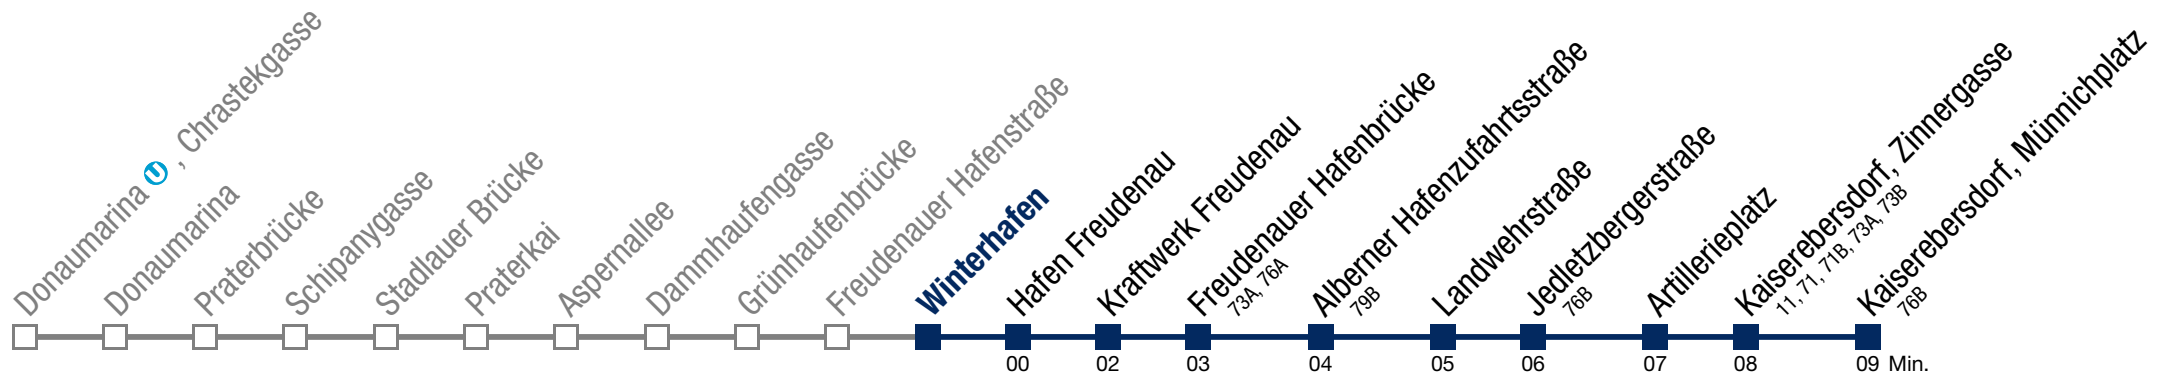 Donaumarina U, Chrastekgasse
Donaumarina
Praterbrücke
Schipanygasse
Stadlauer Brücke
Praterkai
Aspernallee
Dammhaufengasse
Grünhaufenbrücke
Freudenauer Hafenstraße
Winterhafen
Hafen Freudenau
Kraftwerk Freudenau
Freudenauer Hafenbrücke
73A, 76A
Alberner Hafenzufahrtsstraße
79B
Landwehrstraße
Jedletzbergerstraße
76B
Artillerieplatz
Kaiserebersdorf, Zinnergasse
11, 71, 71B, 73A, 73B
Kaiserebersdorf, Münnichplatz
76B
00 02 03 04 05 06 07 08 09 Min.